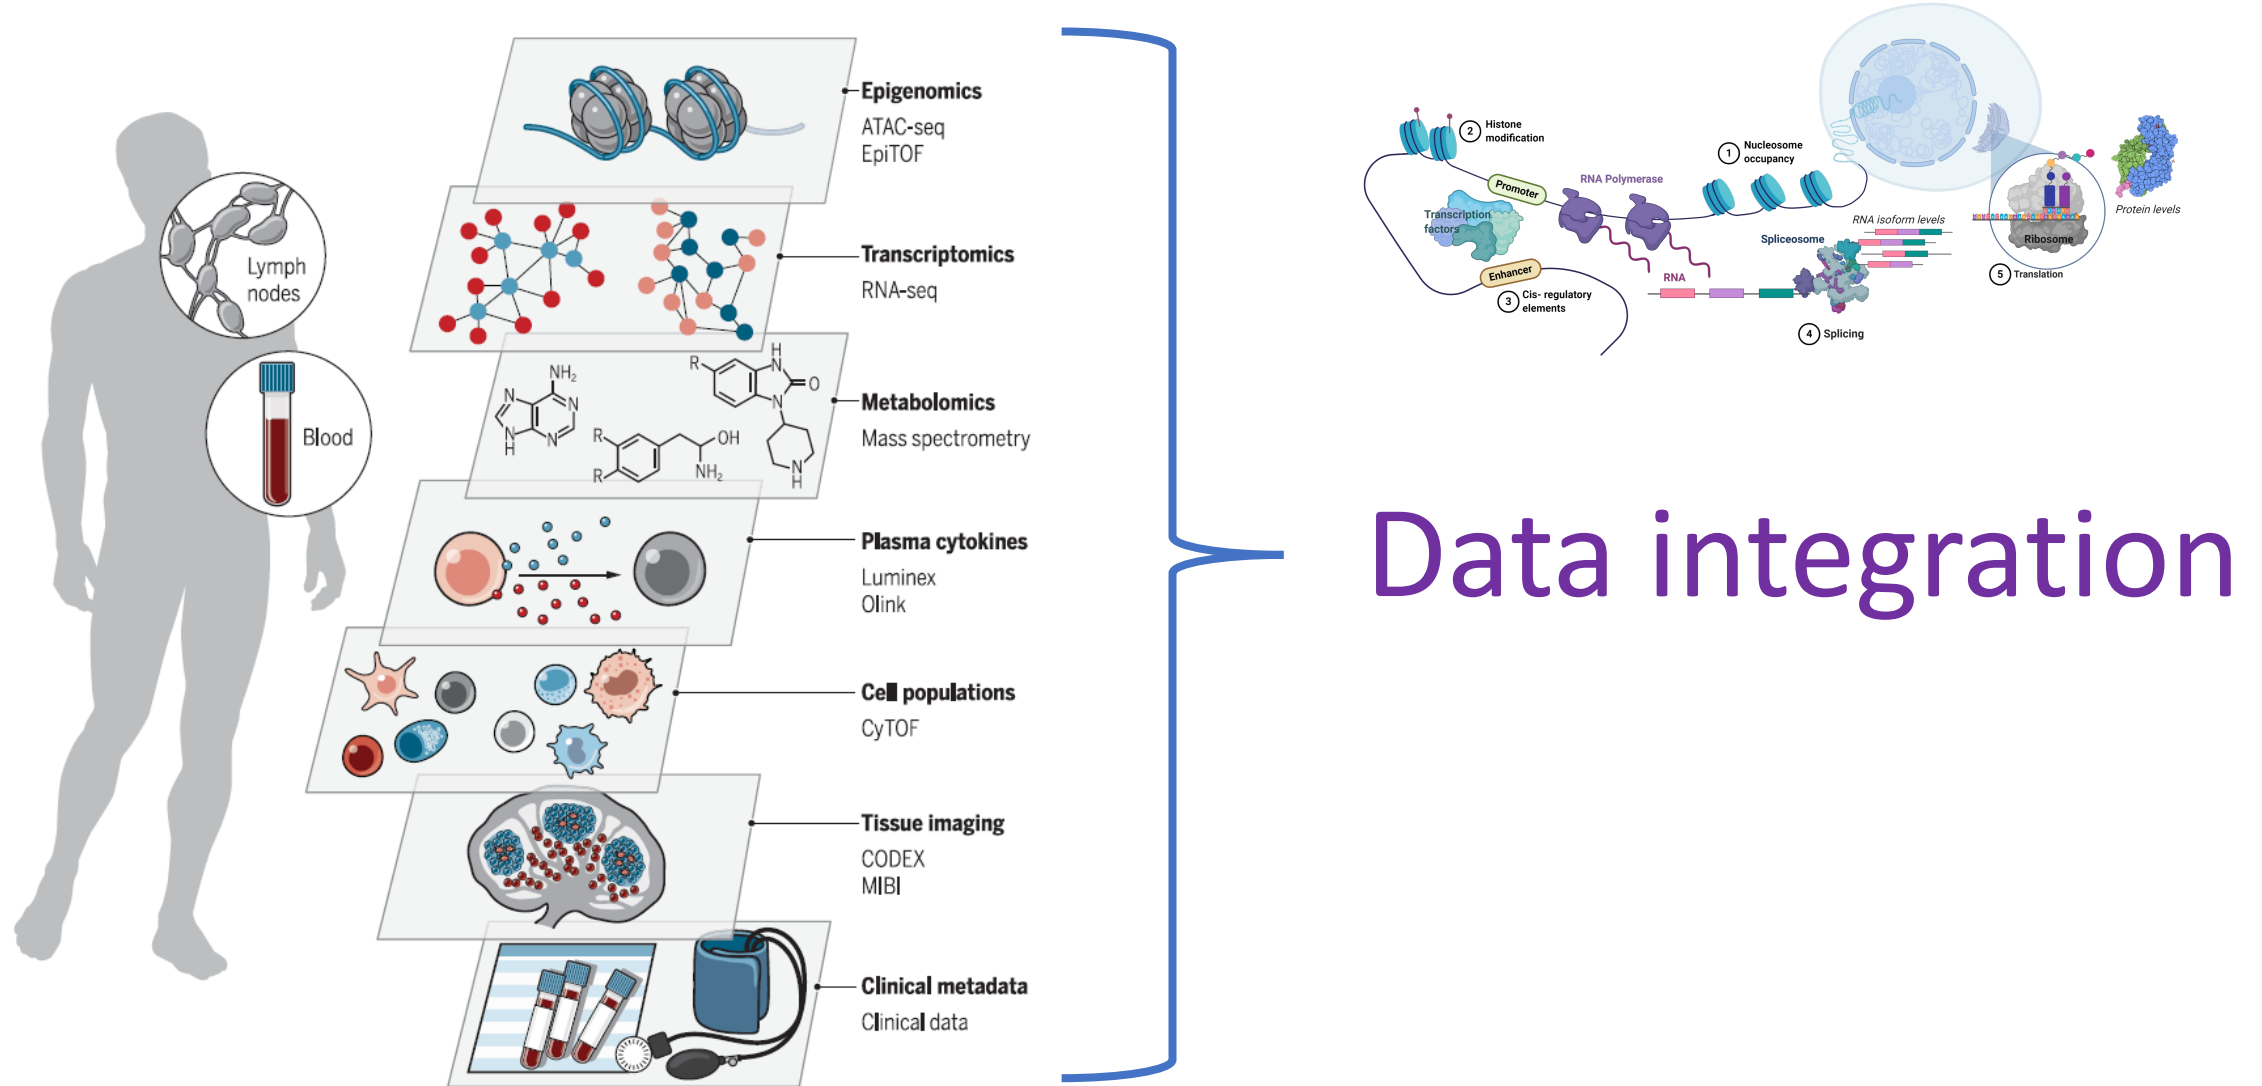 Lymph
nodes
Blood
Epigenomics
ATAC-seq
EpiTOF
Transcriptomics
RNA-seq
NH₂
N
N
N
H
N
R
H
N
O
N
R
OH
R
NH₂
N
H
Metabolomics
Mass spectrometry
Plasma cytokines
Luminex
Olink
Cell populations
CyTOF
Tissue imaging
CODEX
MIBI
Clinical metadata
Clinical data
2 Histone
modification
1 Nucleosome
occupancy
Promoter
RNA Polymerase
Transcription
factors
Enhancer
3 Cis- regulatory
elements
RNA
Spliceosome
RNA isoform levels
4 Splicing
Ribosome
5 Translation
Protein levels
Data integration